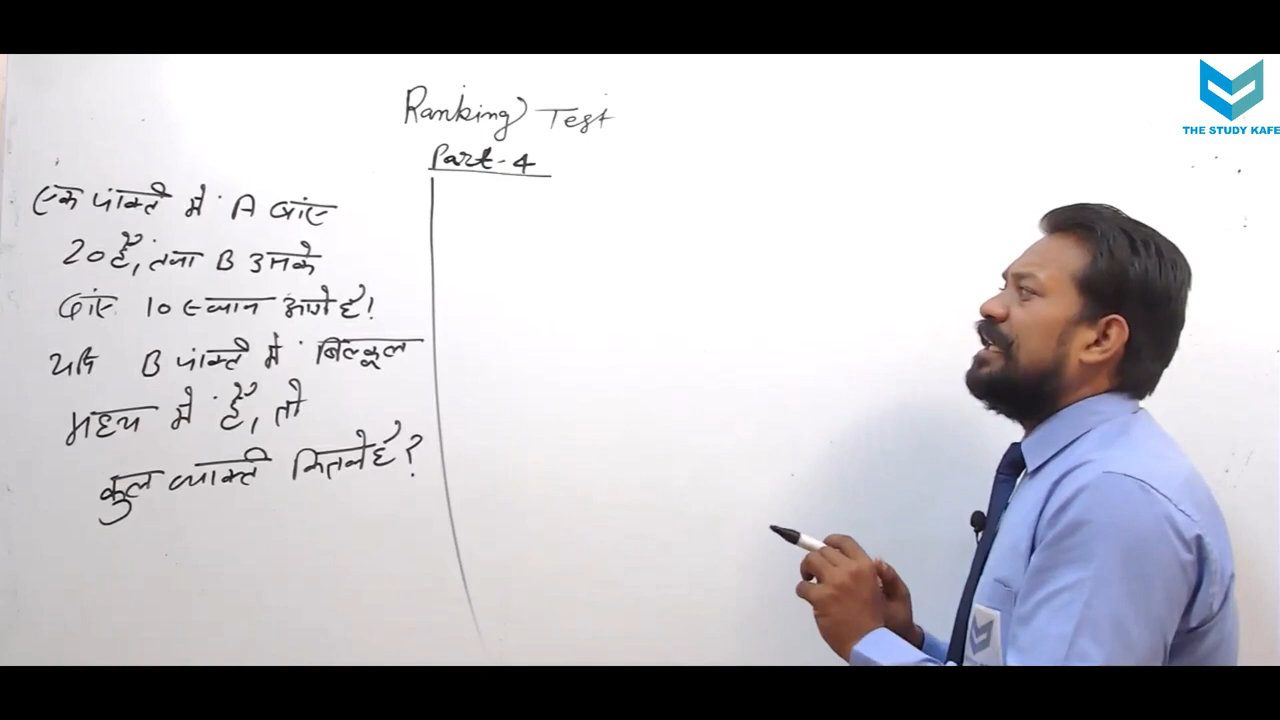 Ranking Test
Part-4
एक पंक्ति में A बांए
20 है, तथा B उसके
दांए 10 स्थान आगे है।
यदि B पंक्ति में बिल्कूल
मध्य में है, तो
कुल व्यक्ति कितने है?
THE STUDY KAFE